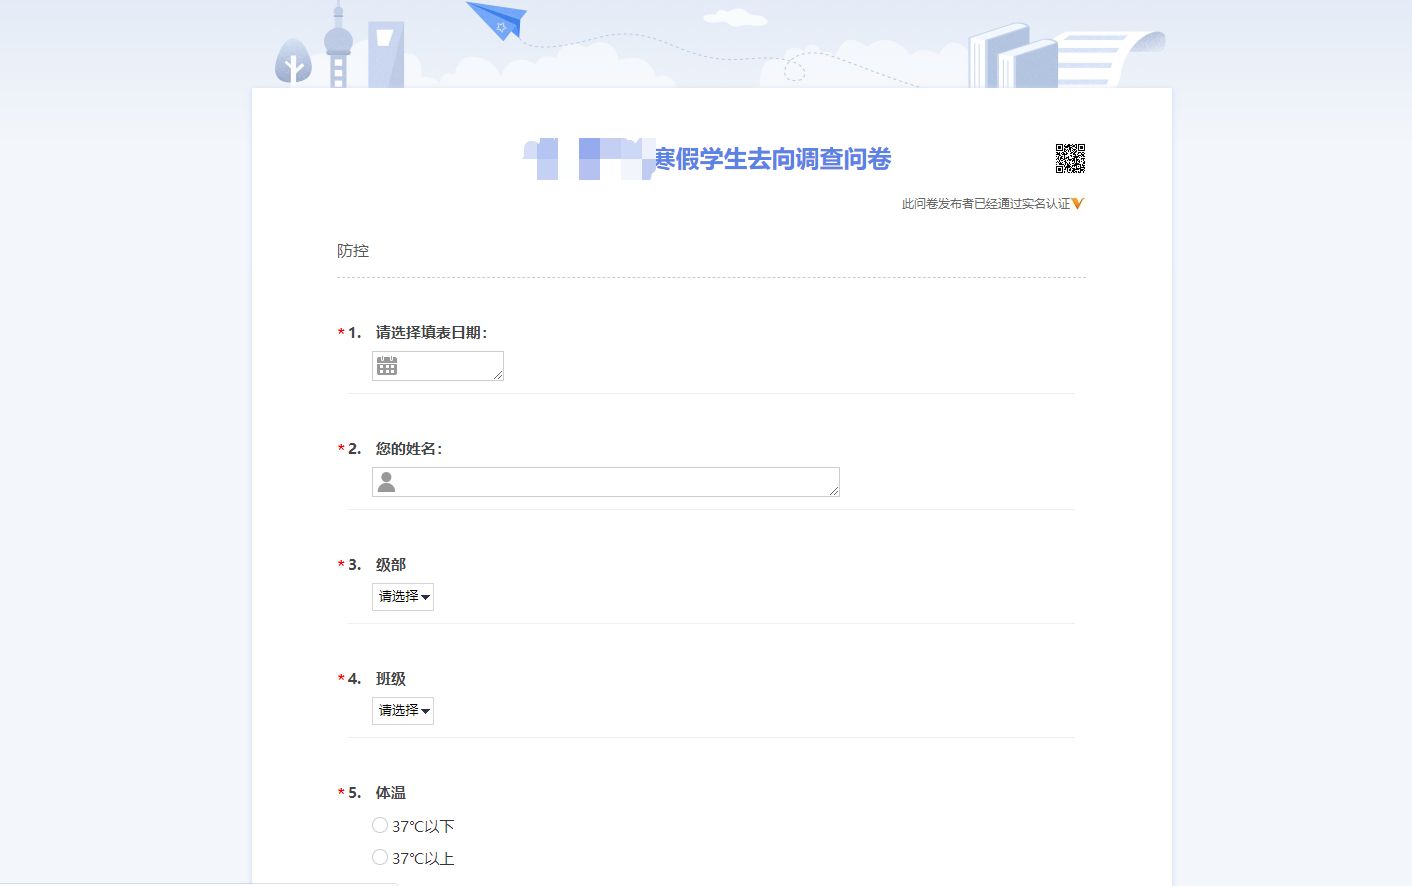 寒假学生去向调查问卷
此问卷发布者已经通过实名认证
防控
* 1. 请选择填表日期：
* 2. 您的姓名：
* 3. 级部
请选择
* 4. 班级
请选择
* 5. 体温
37℃以下
37℃以上